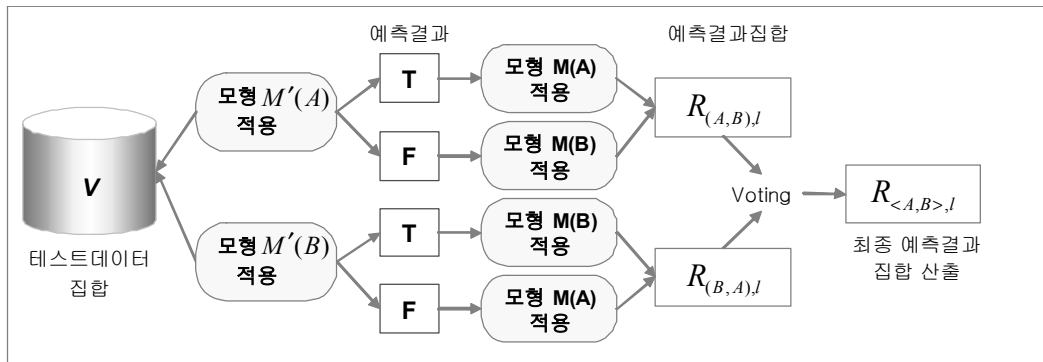 예측결과
예측결과집합
모형 M′(A)
적용
T
모형 M(A)
적용
F
모형 M(B)
적용
R(A,B),l
V
테스트데이터
집합
Voting
R<A,B>,l
최종 예측결과
집합 산출
모형 M′(B)
적용
T
모형 M(B)
적용
F
모형 M(A)
적용
R(B,A),l